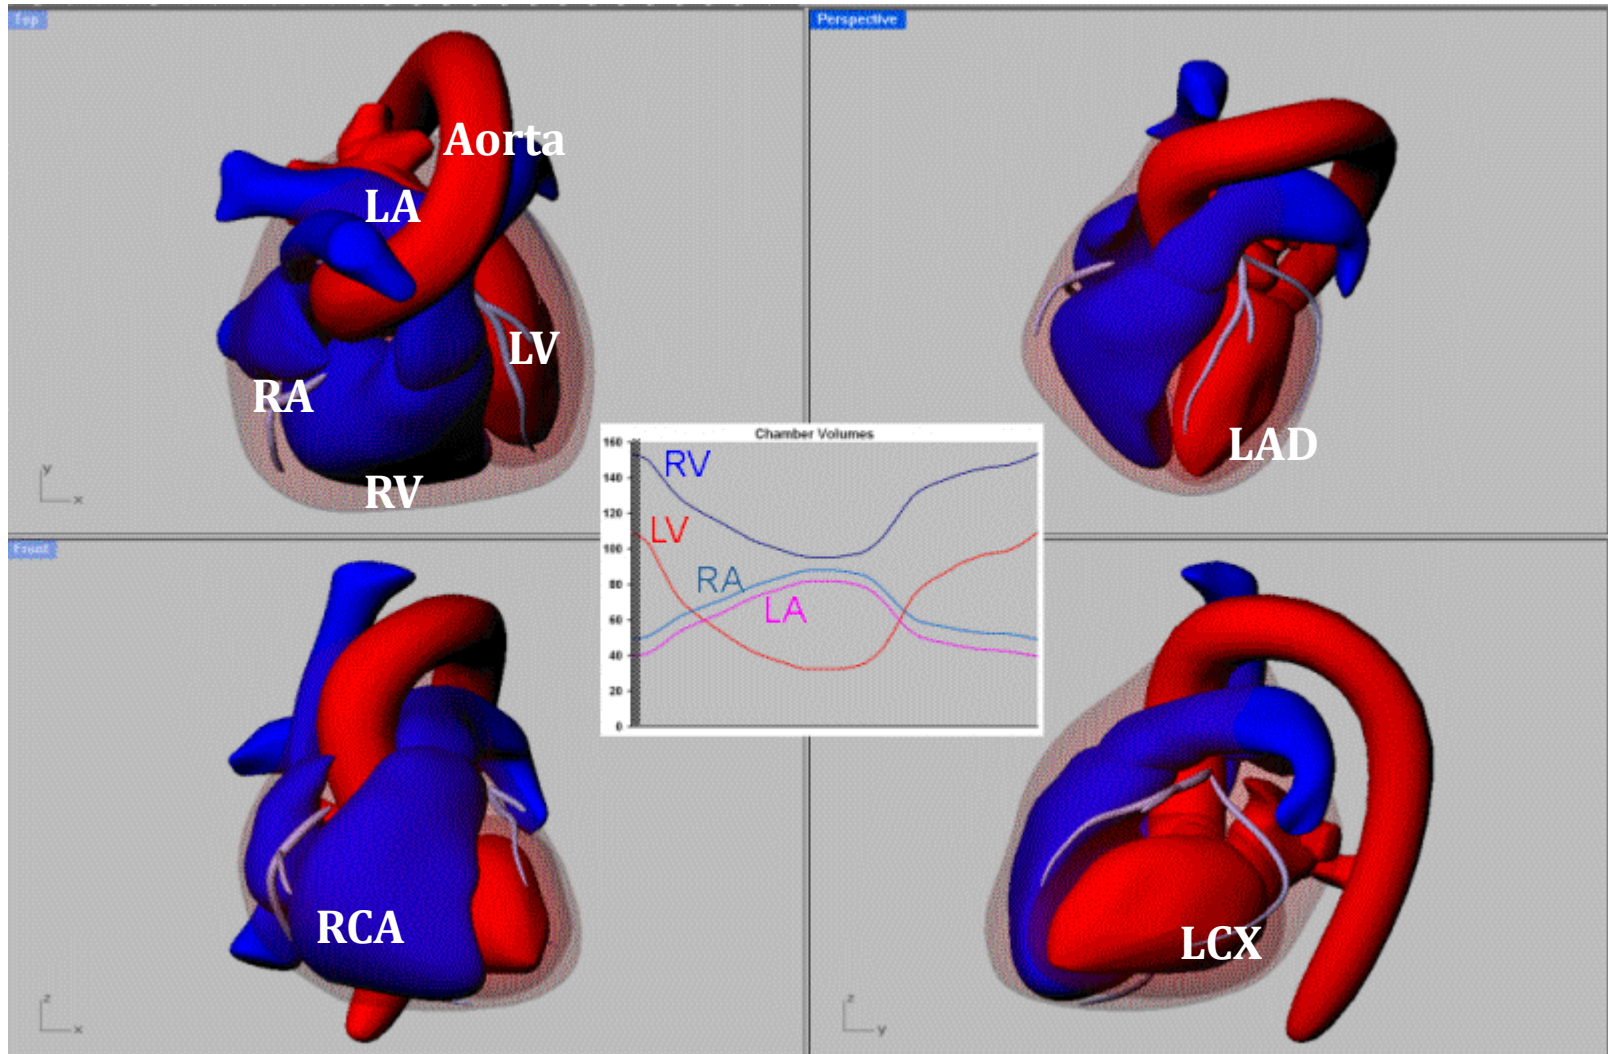 Top
Aorta
LA
LV
RA
RV
y
x
Perspective
LAD
Chamber Volumes
160
140
120
100
80
60
40
20
0
RV
LV
RA
LA
Front
RCA
z
x
LCX
z
y